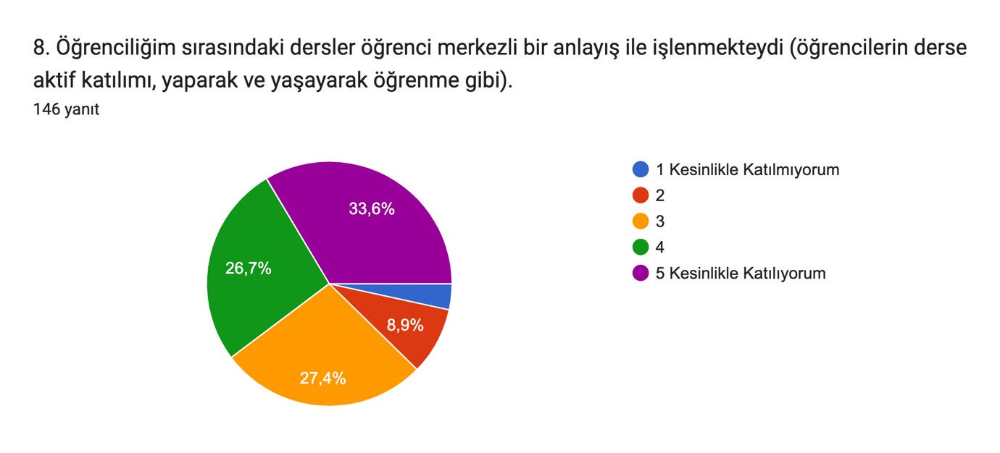 8. Öğrenciliğim sırasındaki dersler öğrenci merkezli bir anlayış ile işlenmekteydi (öğrencilerin derse
aktif katılımı, yaparak ve yaşayarak öğrenme gibi).
146 yanıt
33,6%
26,7%
8,9%
27,4%
1 Kesinlikle Katılmıyorum
2
3
4
5 Kesinlikle Katılıyorum